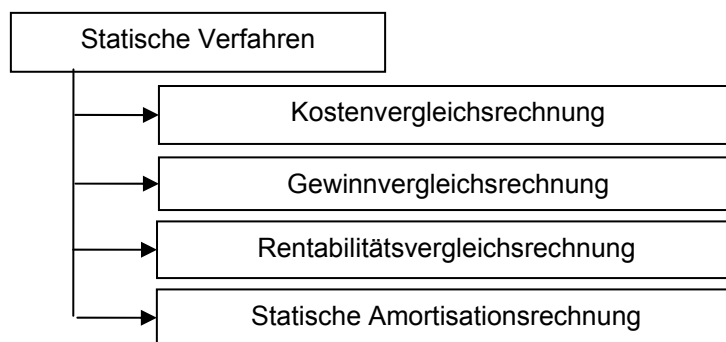 Statische Verfahren
Kostenvergleichsrechnung
Gewinnvergleichsrechnung
Rentabilitätsvergleichsrechnung
Statische Amortisationsrechnung